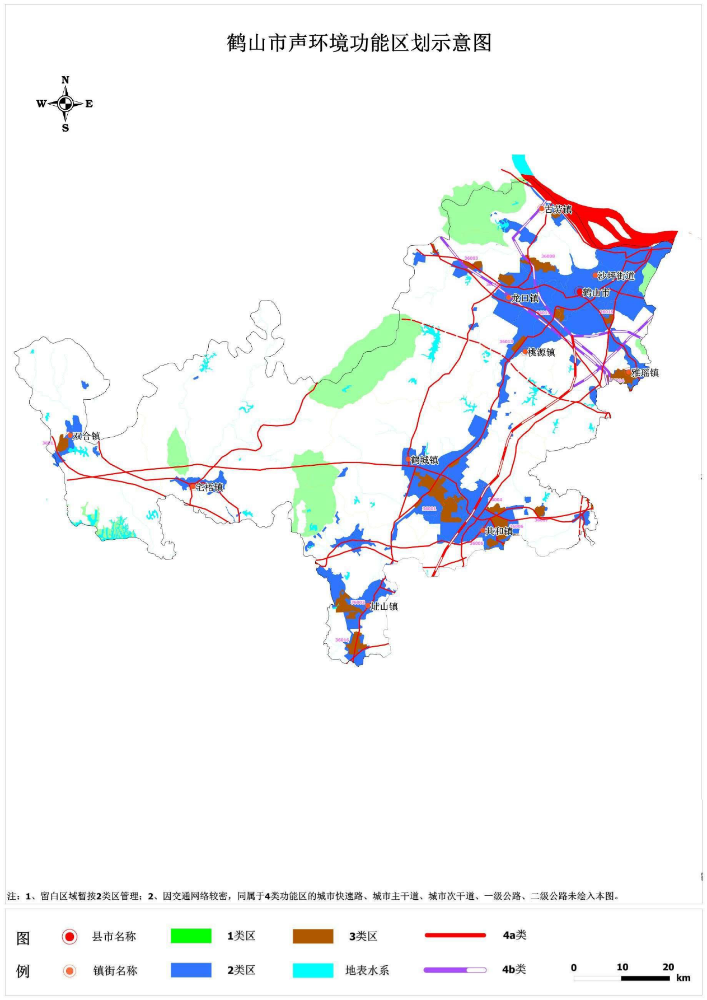 鹤山市声环境功能区划示意图
N
W E
S
古劳镇
36003
36008
沙坪街道
鹤山市
龙口镇
36013
桃源镇
雅瑶镇
双合镇
鹤城镇
宅梧镇
36004
36001
36007
36006
共和镇
36005
36002
址山镇
36016
注：1、留白区域暂按2类区管理；2、因交通网络较密，同属于4类功能区的城市快速路、城市主干道、城市次干道、一级公路、二级公路未绘入本图。
图 县市名称 1类区 3类区 4a类
例 镇街名称 2类区 地表水系 4b类
0 10 20
km